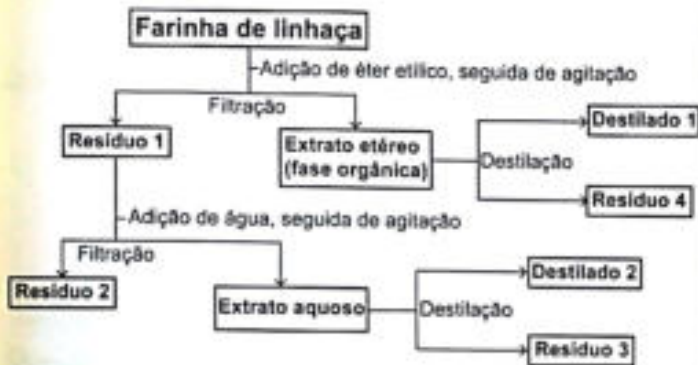 Farinha de linhaça
Adição de éter etílico, seguida de agitação
Filtração
Resíduo 1
Extrato etéreo
(fase orgânica)
Destilação
Destilado 1
Resíduo 4
Adição de água, seguida de agitação
Filtração
Resíduo 2
Extrato aquoso
Destilação
Destilado 2
Resíduo 3